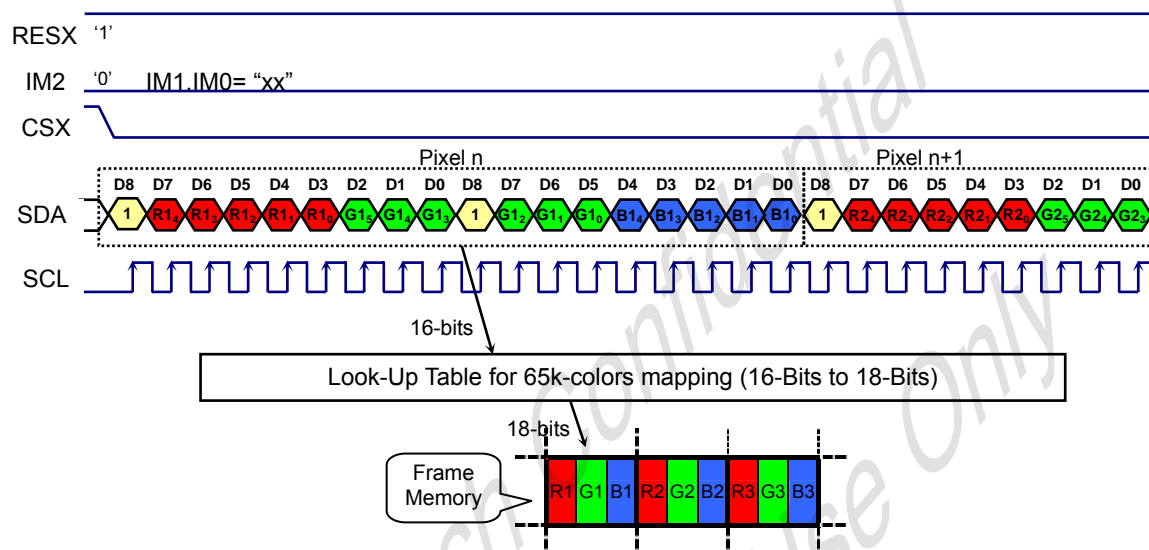 RESX '1'
IM2 '0' IM1.IM0= “xx”
CSX
Pixel n Pixel n+1
D8 D7 D6 D5 D4 D3 D2 D1 D0 D8 D7 D6 D5 D4 D3 D2 D1 D0 D8 D7 D6 D5 D4 D3 D2 D1 D0
SDA 1 R14 R13 R12 R11 R10 G15 G14 G13 1 G12 G11 G10 B14 B13 B12 B11 B10 1 R24 R23 R22 R21 R20 G25 G24 G23
SCL
16-bits
Look-Up Table for 65k-colors mapping (16-Bits to 18-Bits)
18-bits
Frame
Memory
R1 G1 B1 R2 G2 B2 R3 G3 B3
Confidential
Only